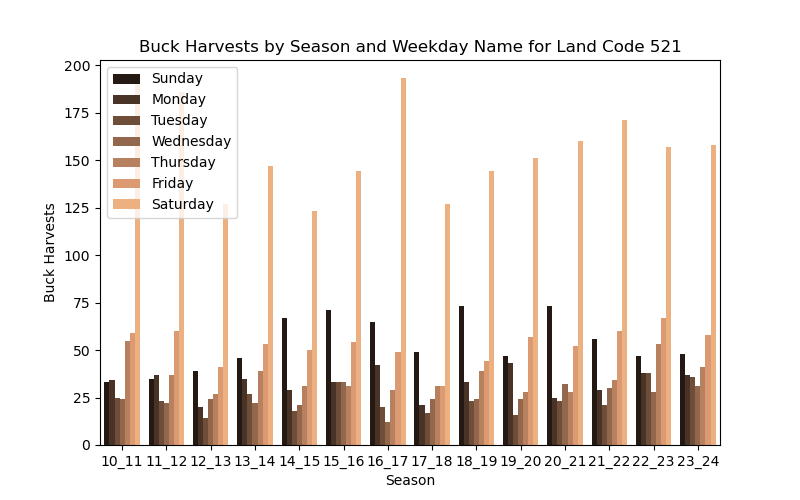 Buck Harvests by Season and Weekday Name for Land Code 521
200
175
150
125
100
75
50
25
0
Buck Harvests
Sunday
Monday
Tuesday
Wednesday
Thursday
Friday
Saturday
10_11 11_12 12_13 13_14 14_15 15_16 16_17 17_18 18_19 19_20 20_21 21_22 22_23 23_24
Season